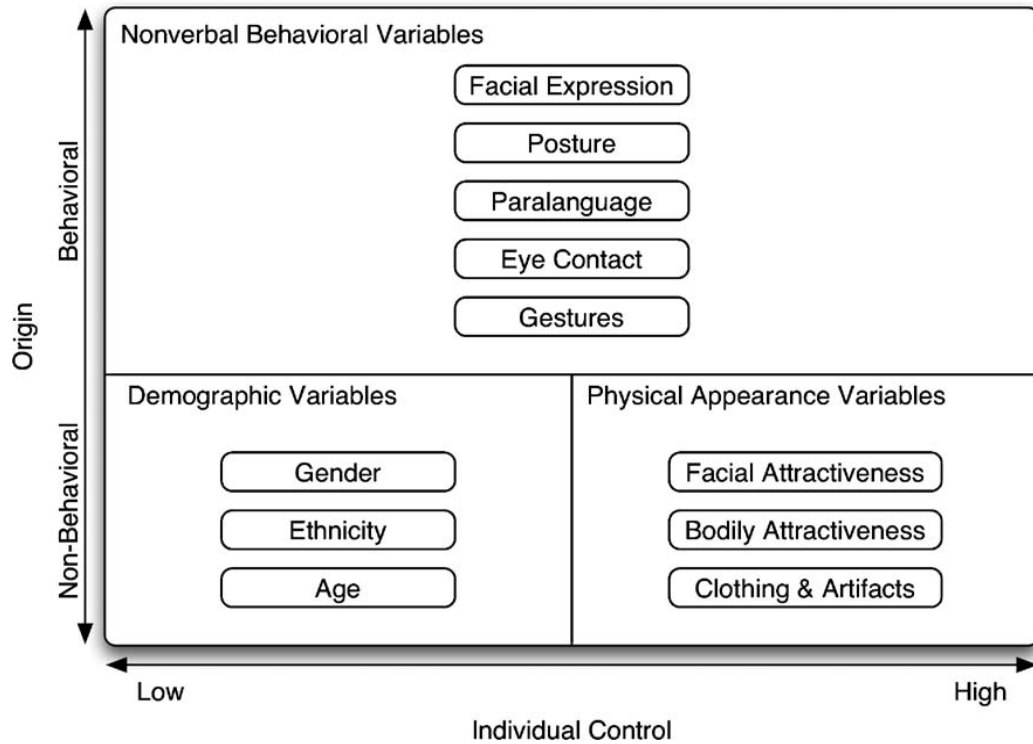 Nonverbal Behavioral Variables
Facial Expression
Posture
Paralanguage
Eye Contact
Gestures
Behavioral
Origin
Non-Behavioral
Demographic Variables
Gender
Ethnicity
Age
Physical Appearance Variables
Facial Attractiveness
Bodily Attractiveness
Clothing & Artifacts
Low
High
Individual Control